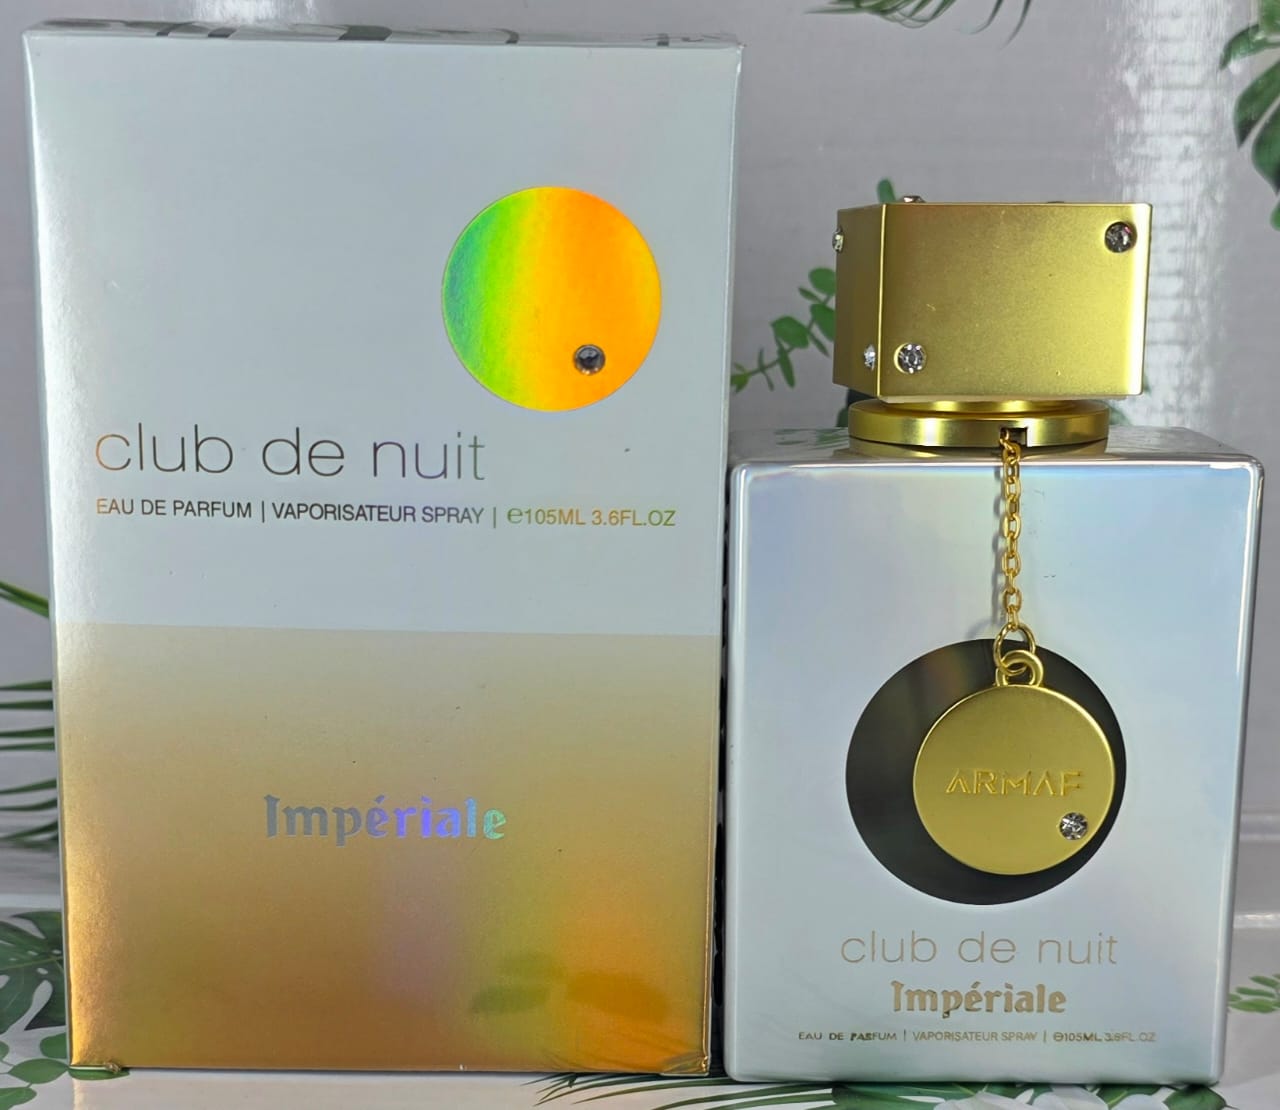 club de nuit
EAU DE PARFUM | VAPORISATEUR SPRAY | ℮105ML 3.6FL.OZ
Impériale
ARMAF
club de nuit
Impériale
EAU DE PARFUM | VAPORISATEUR SPRAY | ℮105ML 3.6FL.OZ